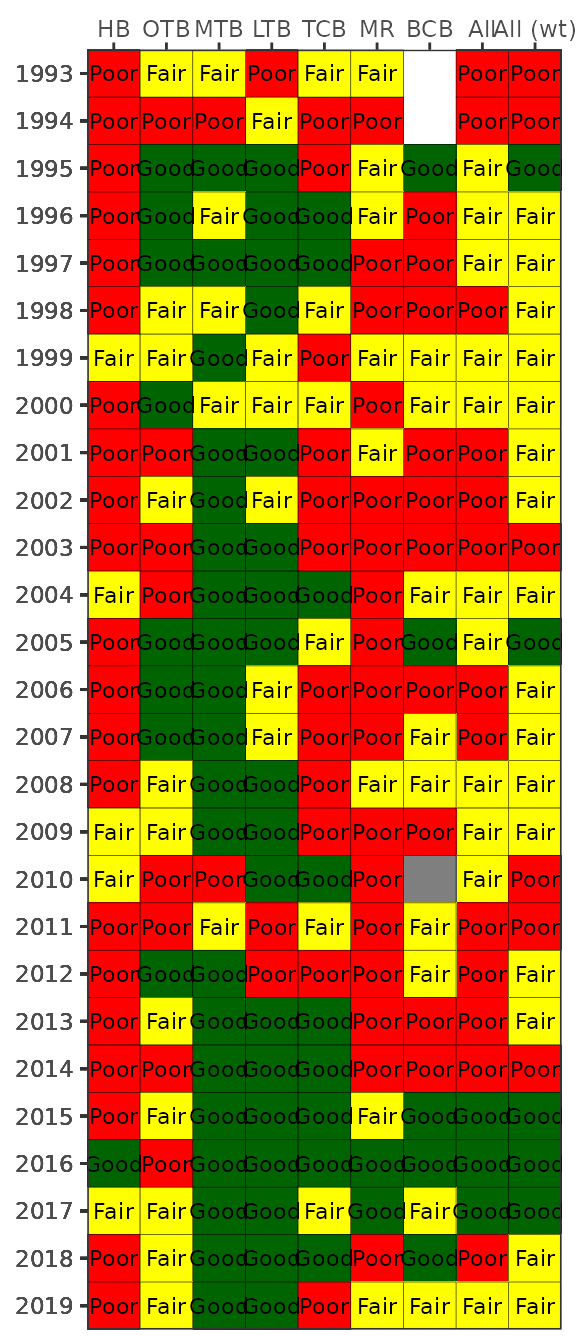 HB OTB MTB LTB TCB MR BCB All All (wt)
1993 Poor Fair Fair Poor Fair Fair Poor Poor
1994 Poor Poor Poor Fair Poor Poor Poor Poor
1995 Poor Good Good Good Poor Fair Good Fair Good
1996 Poor Good Fair Good Good Fair Poor Fair Fair
1997 Poor Good Good Good Good Poor Poor Fair Fair
1998 Poor Fair Fair Good Fair Poor Poor Poor Fair
1999 Fair Fair Good Fair Poor Fair Fair Fair Fair
2000 Poor Good Fair Fair Fair Poor Fair Fair Fair
2001 Poor Poor Good Good Poor Fair Poor Poor Fair
2002 Poor Fair Good Fair Poor Poor Poor Poor Fair
2003 Poor Poor Good Good Poor Poor Poor Poor Poor
2004 Fair Poor Good Good Good Poor Fair Fair Fair
2005 Poor Good Good Good Fair Poor Good Fair Good
2006 Poor Good Good Fair Poor Poor Poor Poor Fair
2007 Poor Good Good Fair Poor Poor Fair Poor Fair
2008 Poor Fair Good Good Poor Fair Fair Fair Fair
2009 Fair Fair Good Good Poor Poor Poor Fair Fair
2010 Fair Poor Poor Good Good Poor Fair Poor
2011 Poor Poor Fair Poor Fair Poor Fair Poor Poor
2012 Poor Good Good Poor Poor Poor Fair Poor Fair
2013 Poor Fair Good Good Good Poor Poor Poor Fair
2014 Poor Poor Good Good Good Poor Poor Poor Poor
2015 Poor Fair Good Good Good Fair Good Good Good
2016 Good Poor Good Good Good Good Good Good Good
2017 Fair Fair Good Good Fair Good Fair Good Good
2018 Poor Fair Good Good Good Poor Good Poor Fair
2019 Poor Fair Good Good Poor Fair Fair Fair Fair